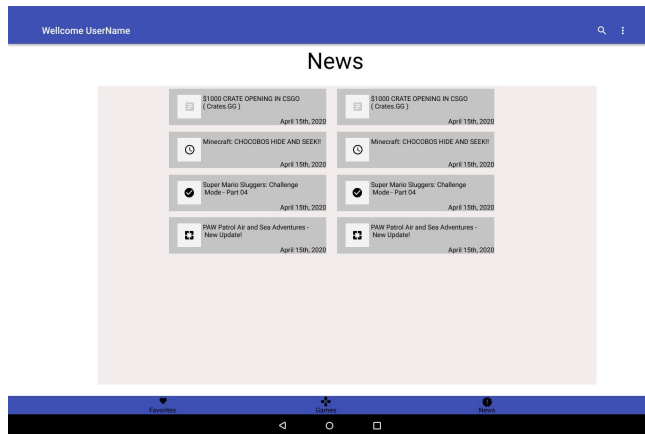 Wellcome UserName
News
$1000 CRATE OPENING IN CSGO
( Crates.GG )
April 15th, 2020
$1000 CRATE OPENING IN CSGO
( Crates.GG )
April 15th, 2020
Minecraft: CHOCOBOS HIDE AND SEEK!!
April 15th, 2020
Minecraft: CHOCOBOS HIDE AND SEEK!!
April 15th, 2020
Super Mario Sluggers: Challenge
Mode - Part 04
April 15th, 2020
Super Mario Sluggers: Challenge
Mode - Part 04
April 15th, 2020
PAW Patrol Air and Sea Adventures -
New Update!
April 15th, 2020
PAW Patrol Air and Sea Adventures -
New Update!
April 15th, 2020
Favorites
Games
News